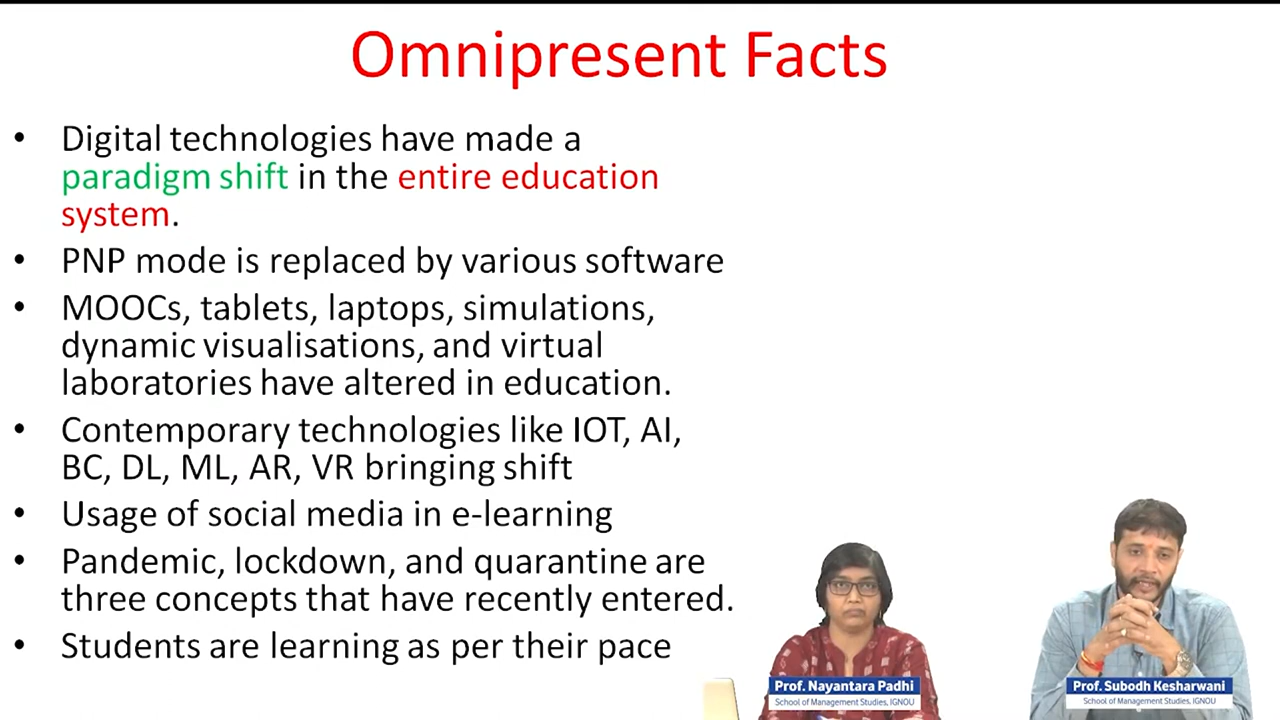 Omnipresent Facts
• Digital technologies have made a
paradigm shift in the entire education
system.
• PNP mode is replaced by various software
• MOOCs, tablets, laptops, simulations,
dynamic visualisations, and virtual
laboratories have altered in education.
• Contemporary technologies like IOT, AI,
BC, DL, ML, AR, VR bringing shift
• Usage of social media in e-learning
• Pandemic, lockdown, and quarantine are
three concepts that have recently entered.
• Students are learning as per their pace
Prof. Nayantara Padhi
School of Management Studies, IGNOU
Prof. Subodh Kesharwani
School of Management Studies, IGNOU